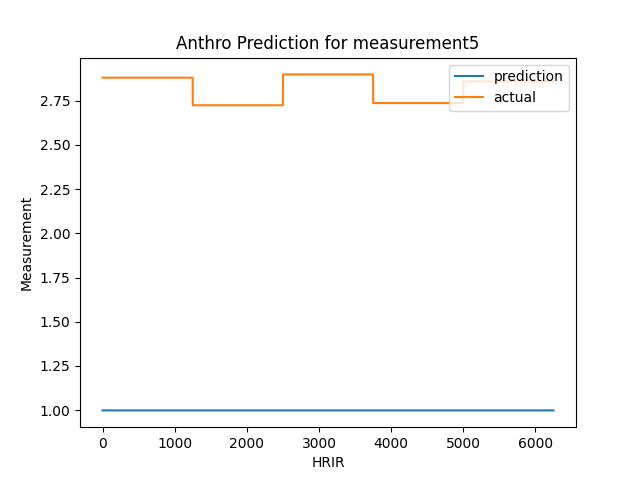 Anthro Prediction for measurement5
prediction
actual
Measurement
2.75
2.50
2.25
2.00
1.75
1.50
1.25
1.00
0 1000 2000 3000 4000 5000 6000
HRIR